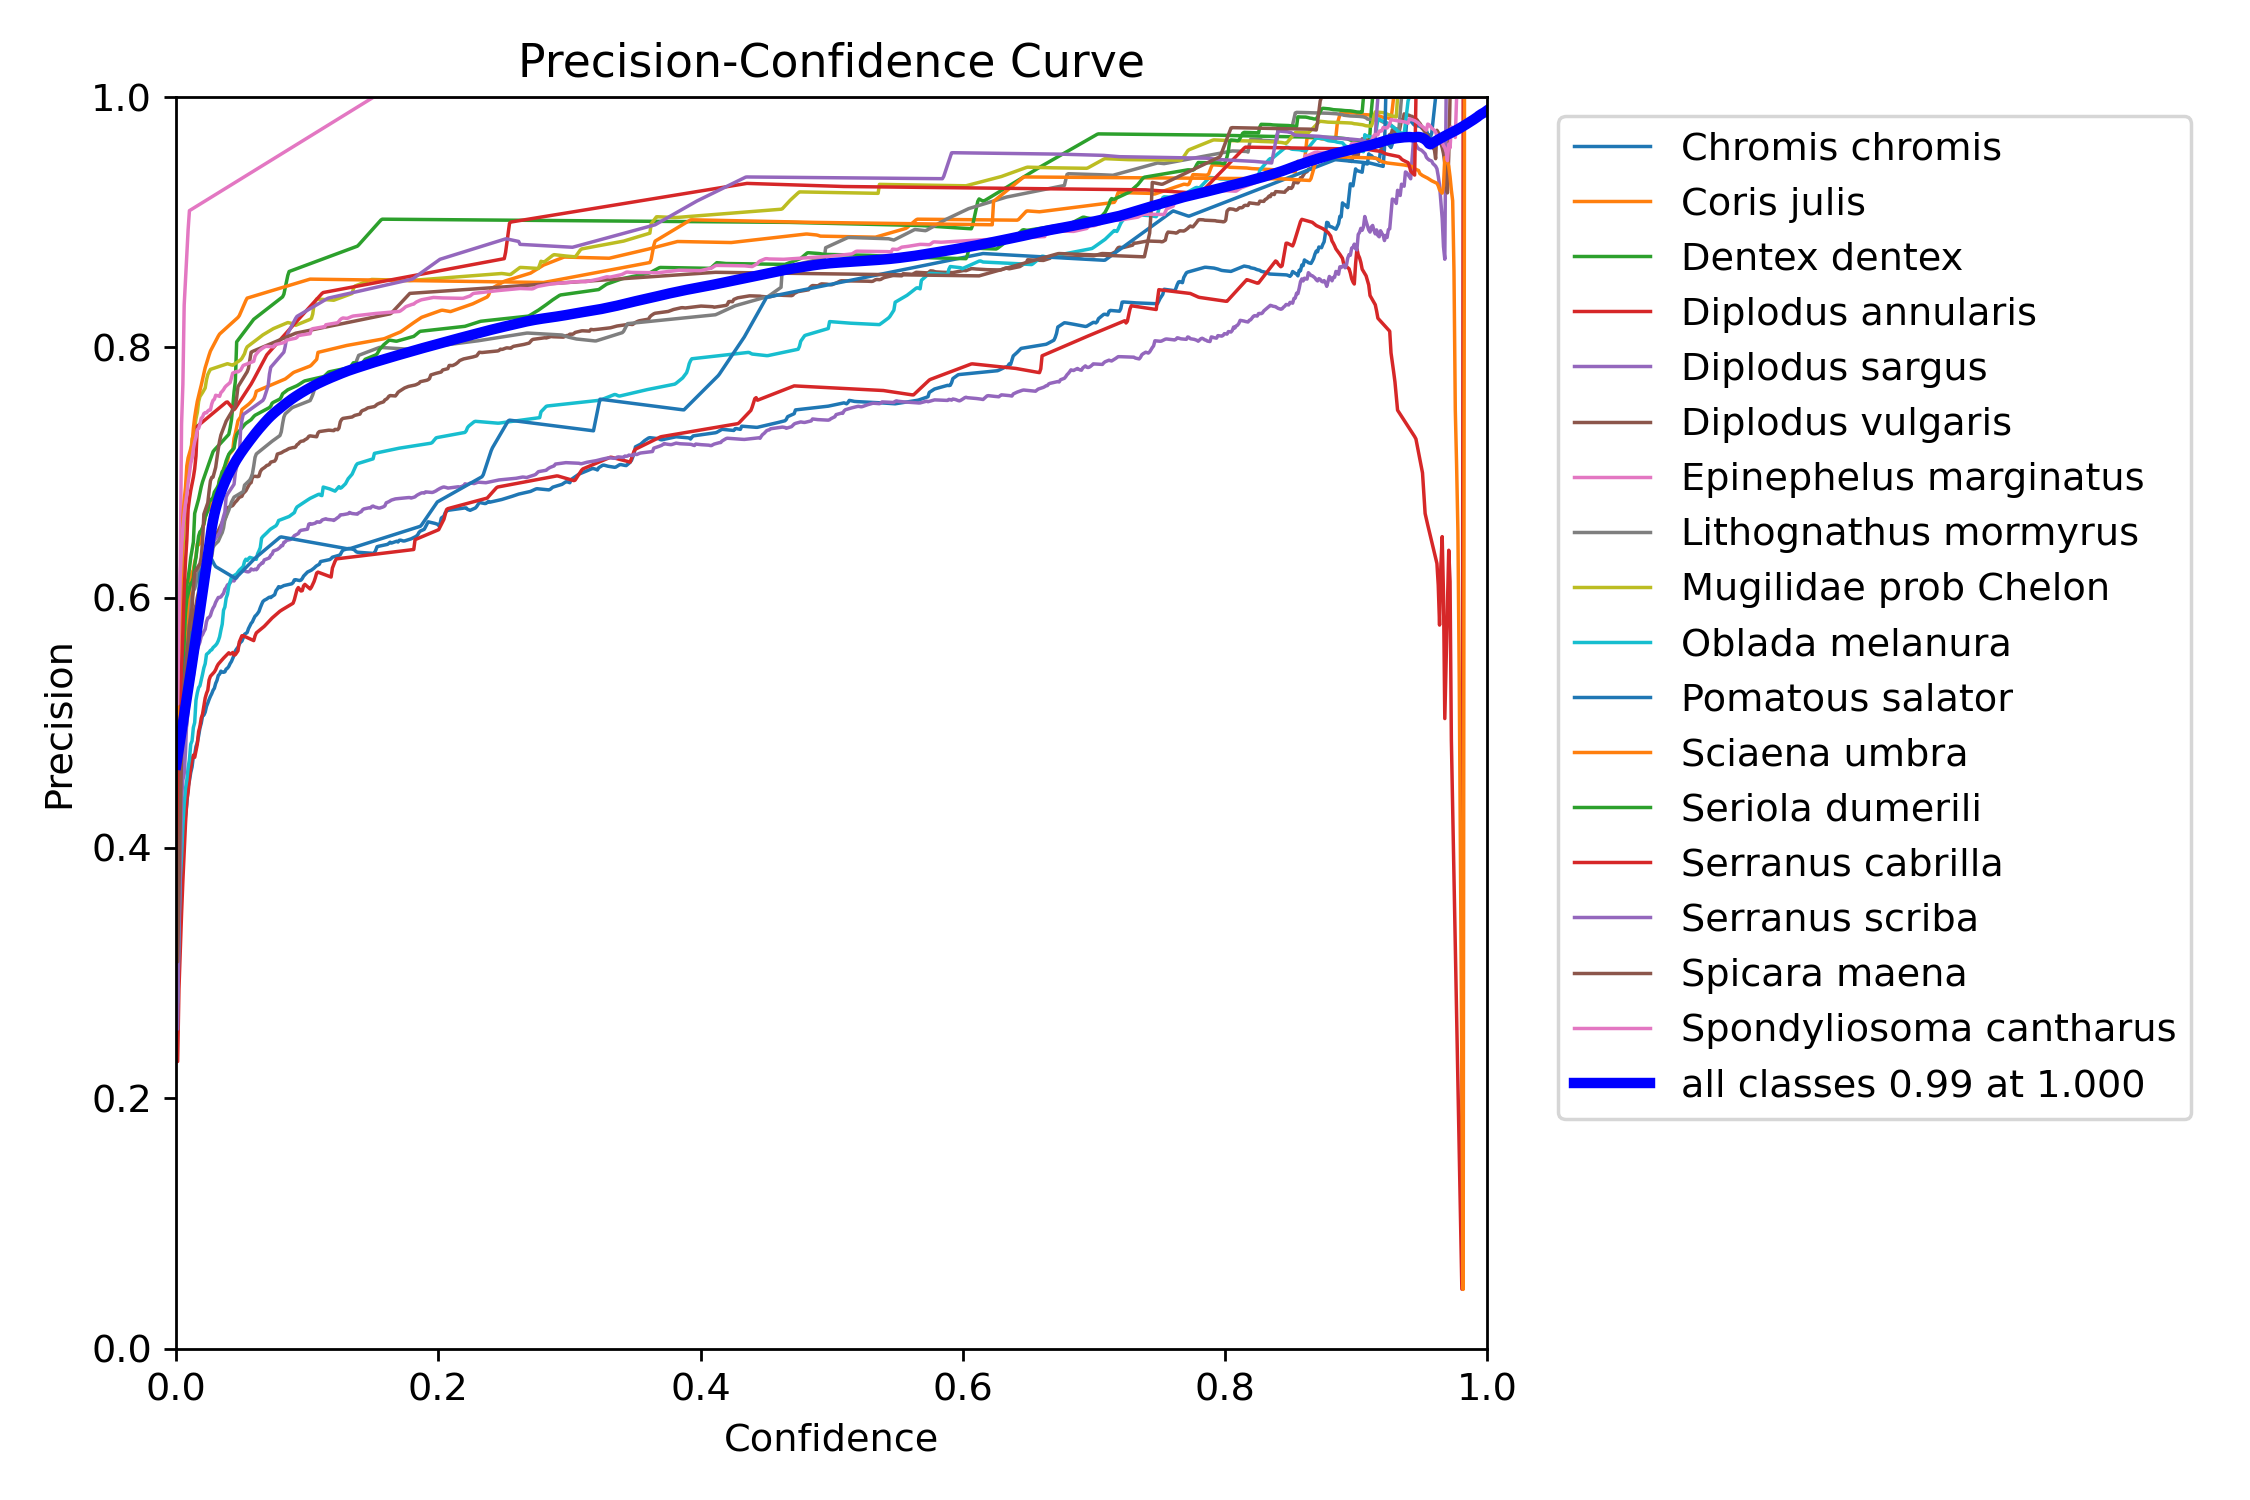 Precision-Confidence Curve
1.0
0.8
0.6
0.4
0.2
0.0
Precision
0.0 0.2 0.4 0.6 0.8 1.0
Confidence
Chromis chromis
Coris julis
Dentex dentex
Diplodus annularis
Diplodus sargus
Diplodus vulgaris
Epinephelus marginatus
Lithognathus mormyrus
Mugilidae prob Chelon
Oblada melanura
Pomatous salator
Sciaena umbra
Seriola dumerili
Serranus cabrilla
Serranus scriba
Spicara maena
Spondyliosoma cantharus
all classes 0.99 at 1.000